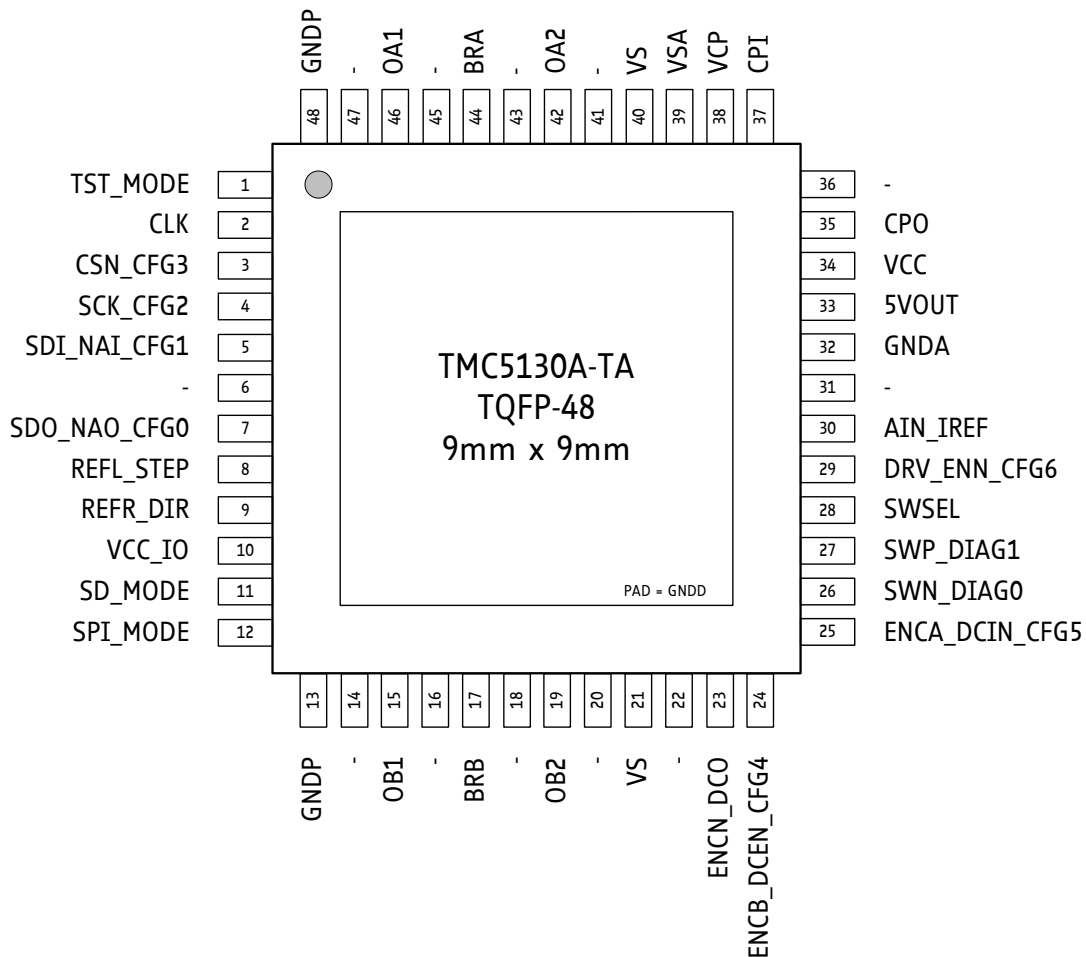 GNDP - OA1 - BRA - OA2 - VS VSA VCP CPI
48 47 46 45 44 43 42 41 40 39 38 37
TST_MODE 1
CLK 2
CSN_CFG3 3
SCK_CFG2 4
SDI_NAI_CFG1 5
- 6
SDO_NAO_CFG0 7
REFL_STEP 8
REFR_DIR 9
VCC_IO 10
SD_MODE 11
SPI_MODE 12
TMC5130A-TA
TQFP-48
9mm x 9mm
PAD = GNDD
36 -
35 CPO
34 VCC
33 5VOUT
32 GNDA
31 -
30 AIN_IREF
29 DRV_ENN_CFG6
28 SWSEL
27 SWP_DIAG1
26 SWN_DIAG0
25 ENCA_DCIN_CFG5
13 14 15 16 17 18 19 20 21 22 23 24
GNDP - OB1 - BRB - OB2 - VS - ENCN_DCO ENCB_DCEN_CFG4